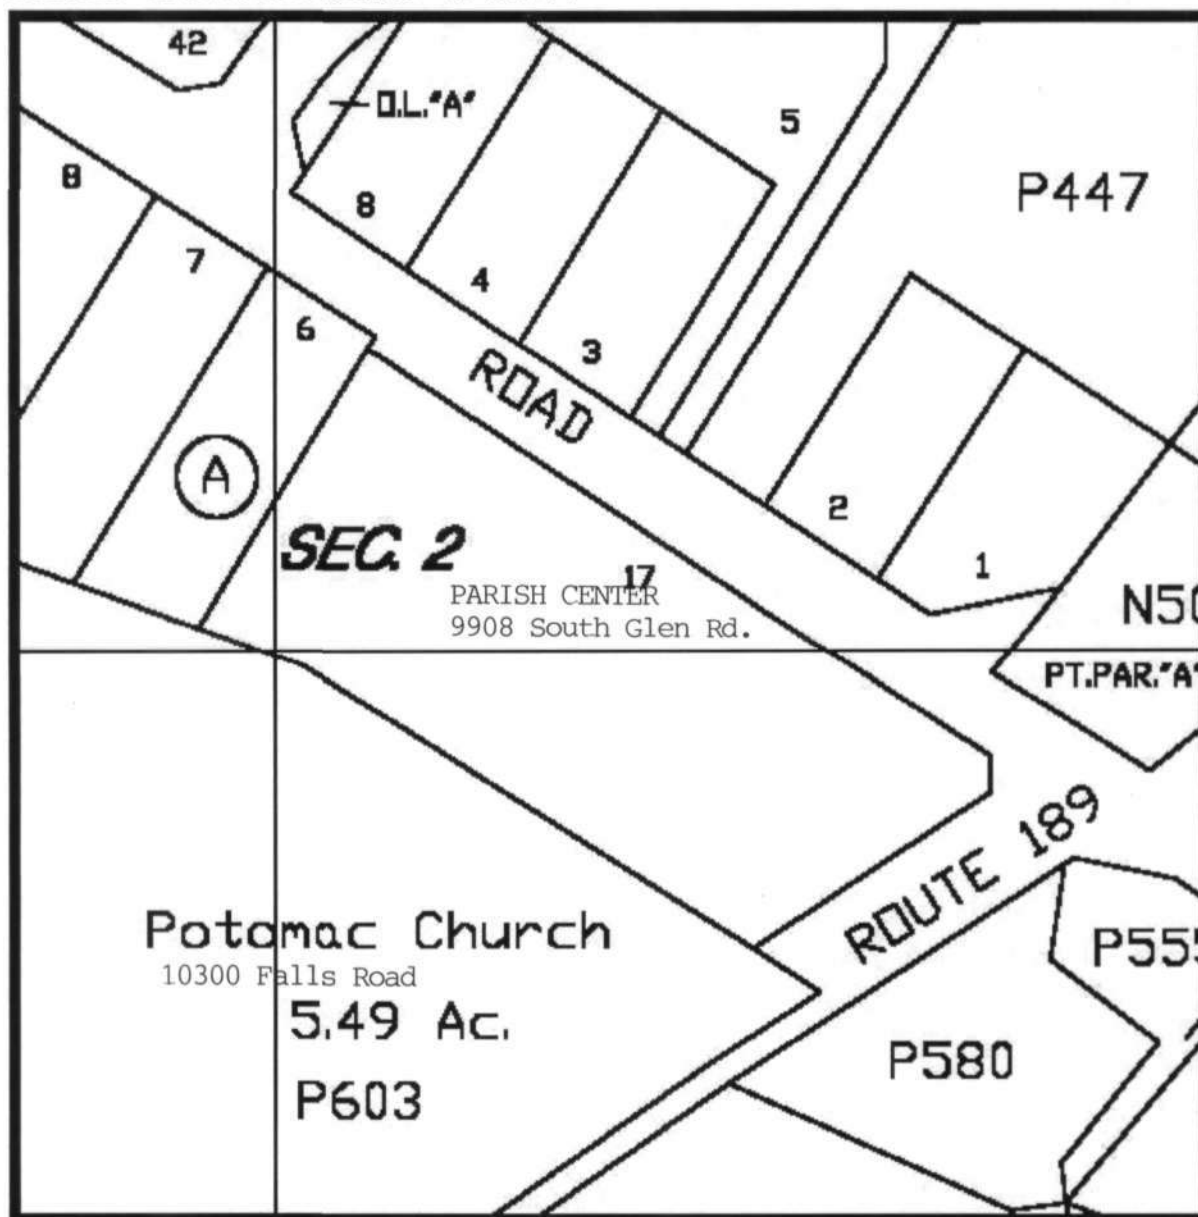 42
O.L."A"
5
8
P447
8
7
4
6
3
ROAD
A
2
SEC. 2
17
1
PARISH CENTER
N50
9908 South Glen Rd.
PT.PAR."A"
ROUTE 189
Potomac Church
P555
10300 Falls Road
5.49 Ac.
P580
P603